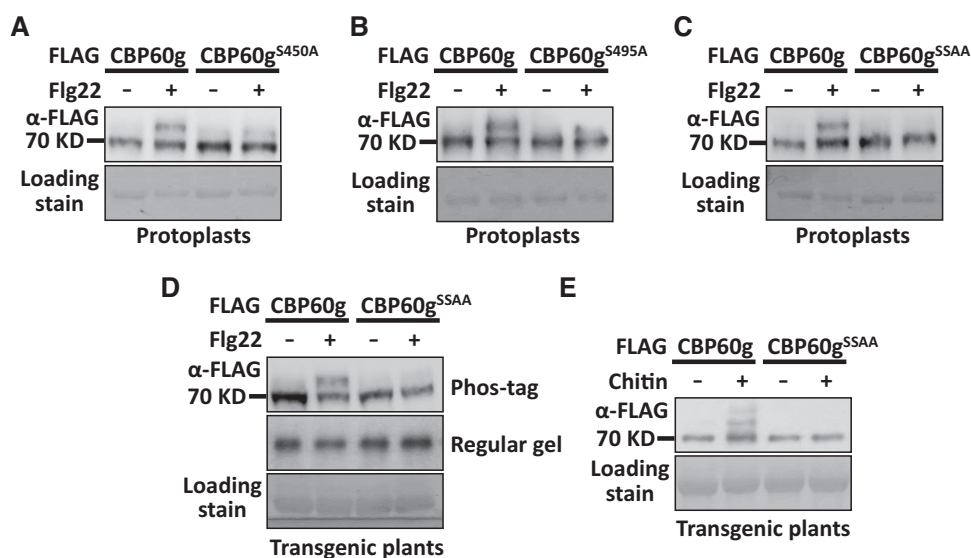 A
FLAG CBP60g CBP60g^S450A
Flg22 – + – +
α-FLAG
70 KD
Loading
stain
Protoplasts
B
FLAG CBP60g CBP60g^S495A
Flg22 – + – +
α-FLAG
70 KD
Loading
stain
Protoplasts
C
FLAG CBP60g CBP60g^SSAA
Flg22 – + – +
α-FLAG
70 KD
Loading
stain
Protoplasts
D
FLAG CBP60g CBP60g^SSAA
Flg22 – + – +
α-FLAG
70 KD
Phos-tag
Regular gel
Loading
stain
Transgenic plants
E
FLAG CBP60g CBP60g^SSAA
Chitin – + – +
α-FLAG
70 KD
Loading
stain
Transgenic plants